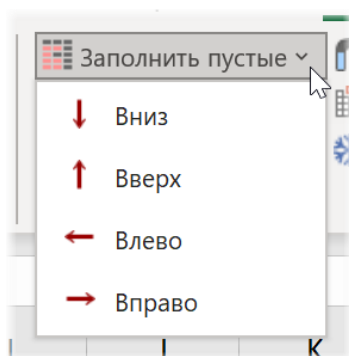 Заполнить пустые
Вниз
Вверх
Влево
Вправо
K